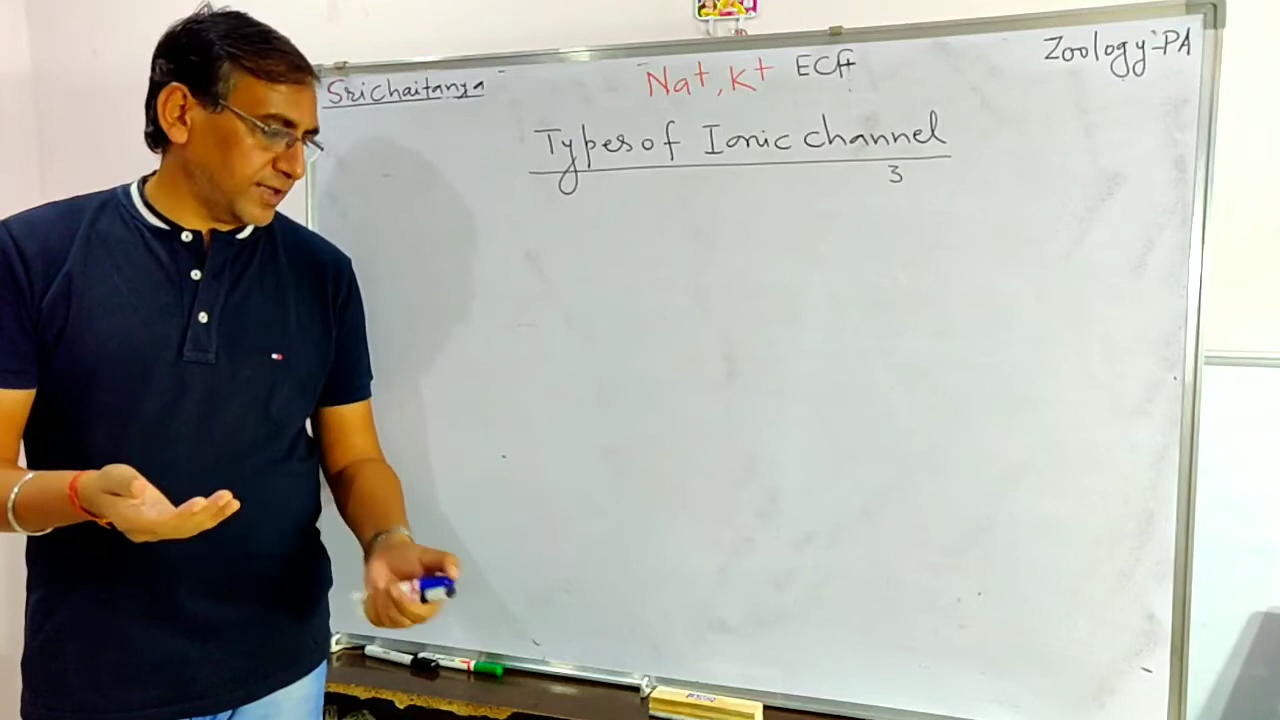 Srichaitanya
Na+, K+ ECF
Zoology-PA
Types of Ionic channel
3